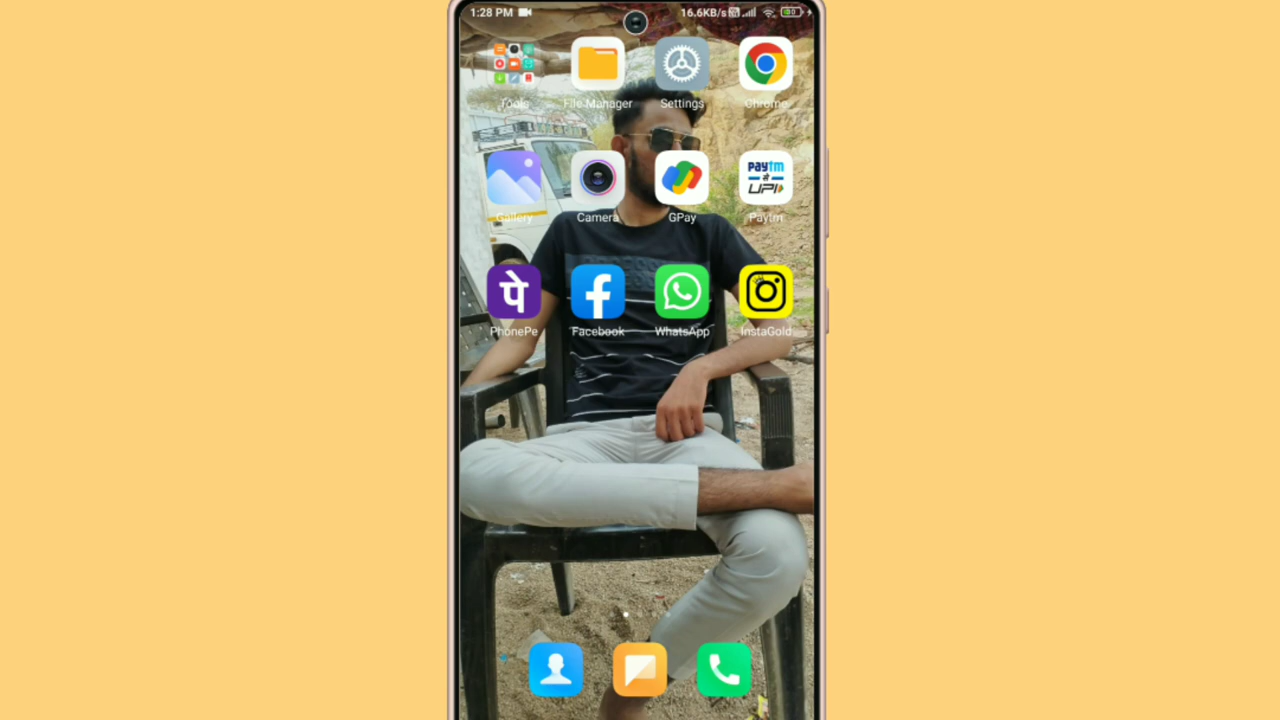 1:28 PM 16.6KB/s
Tools File Manager Settings Chrome
paytm
से
UPI
Gallery Camera GPay Paytm
पे
PhonePe Facebook WhatsApp InstaGold